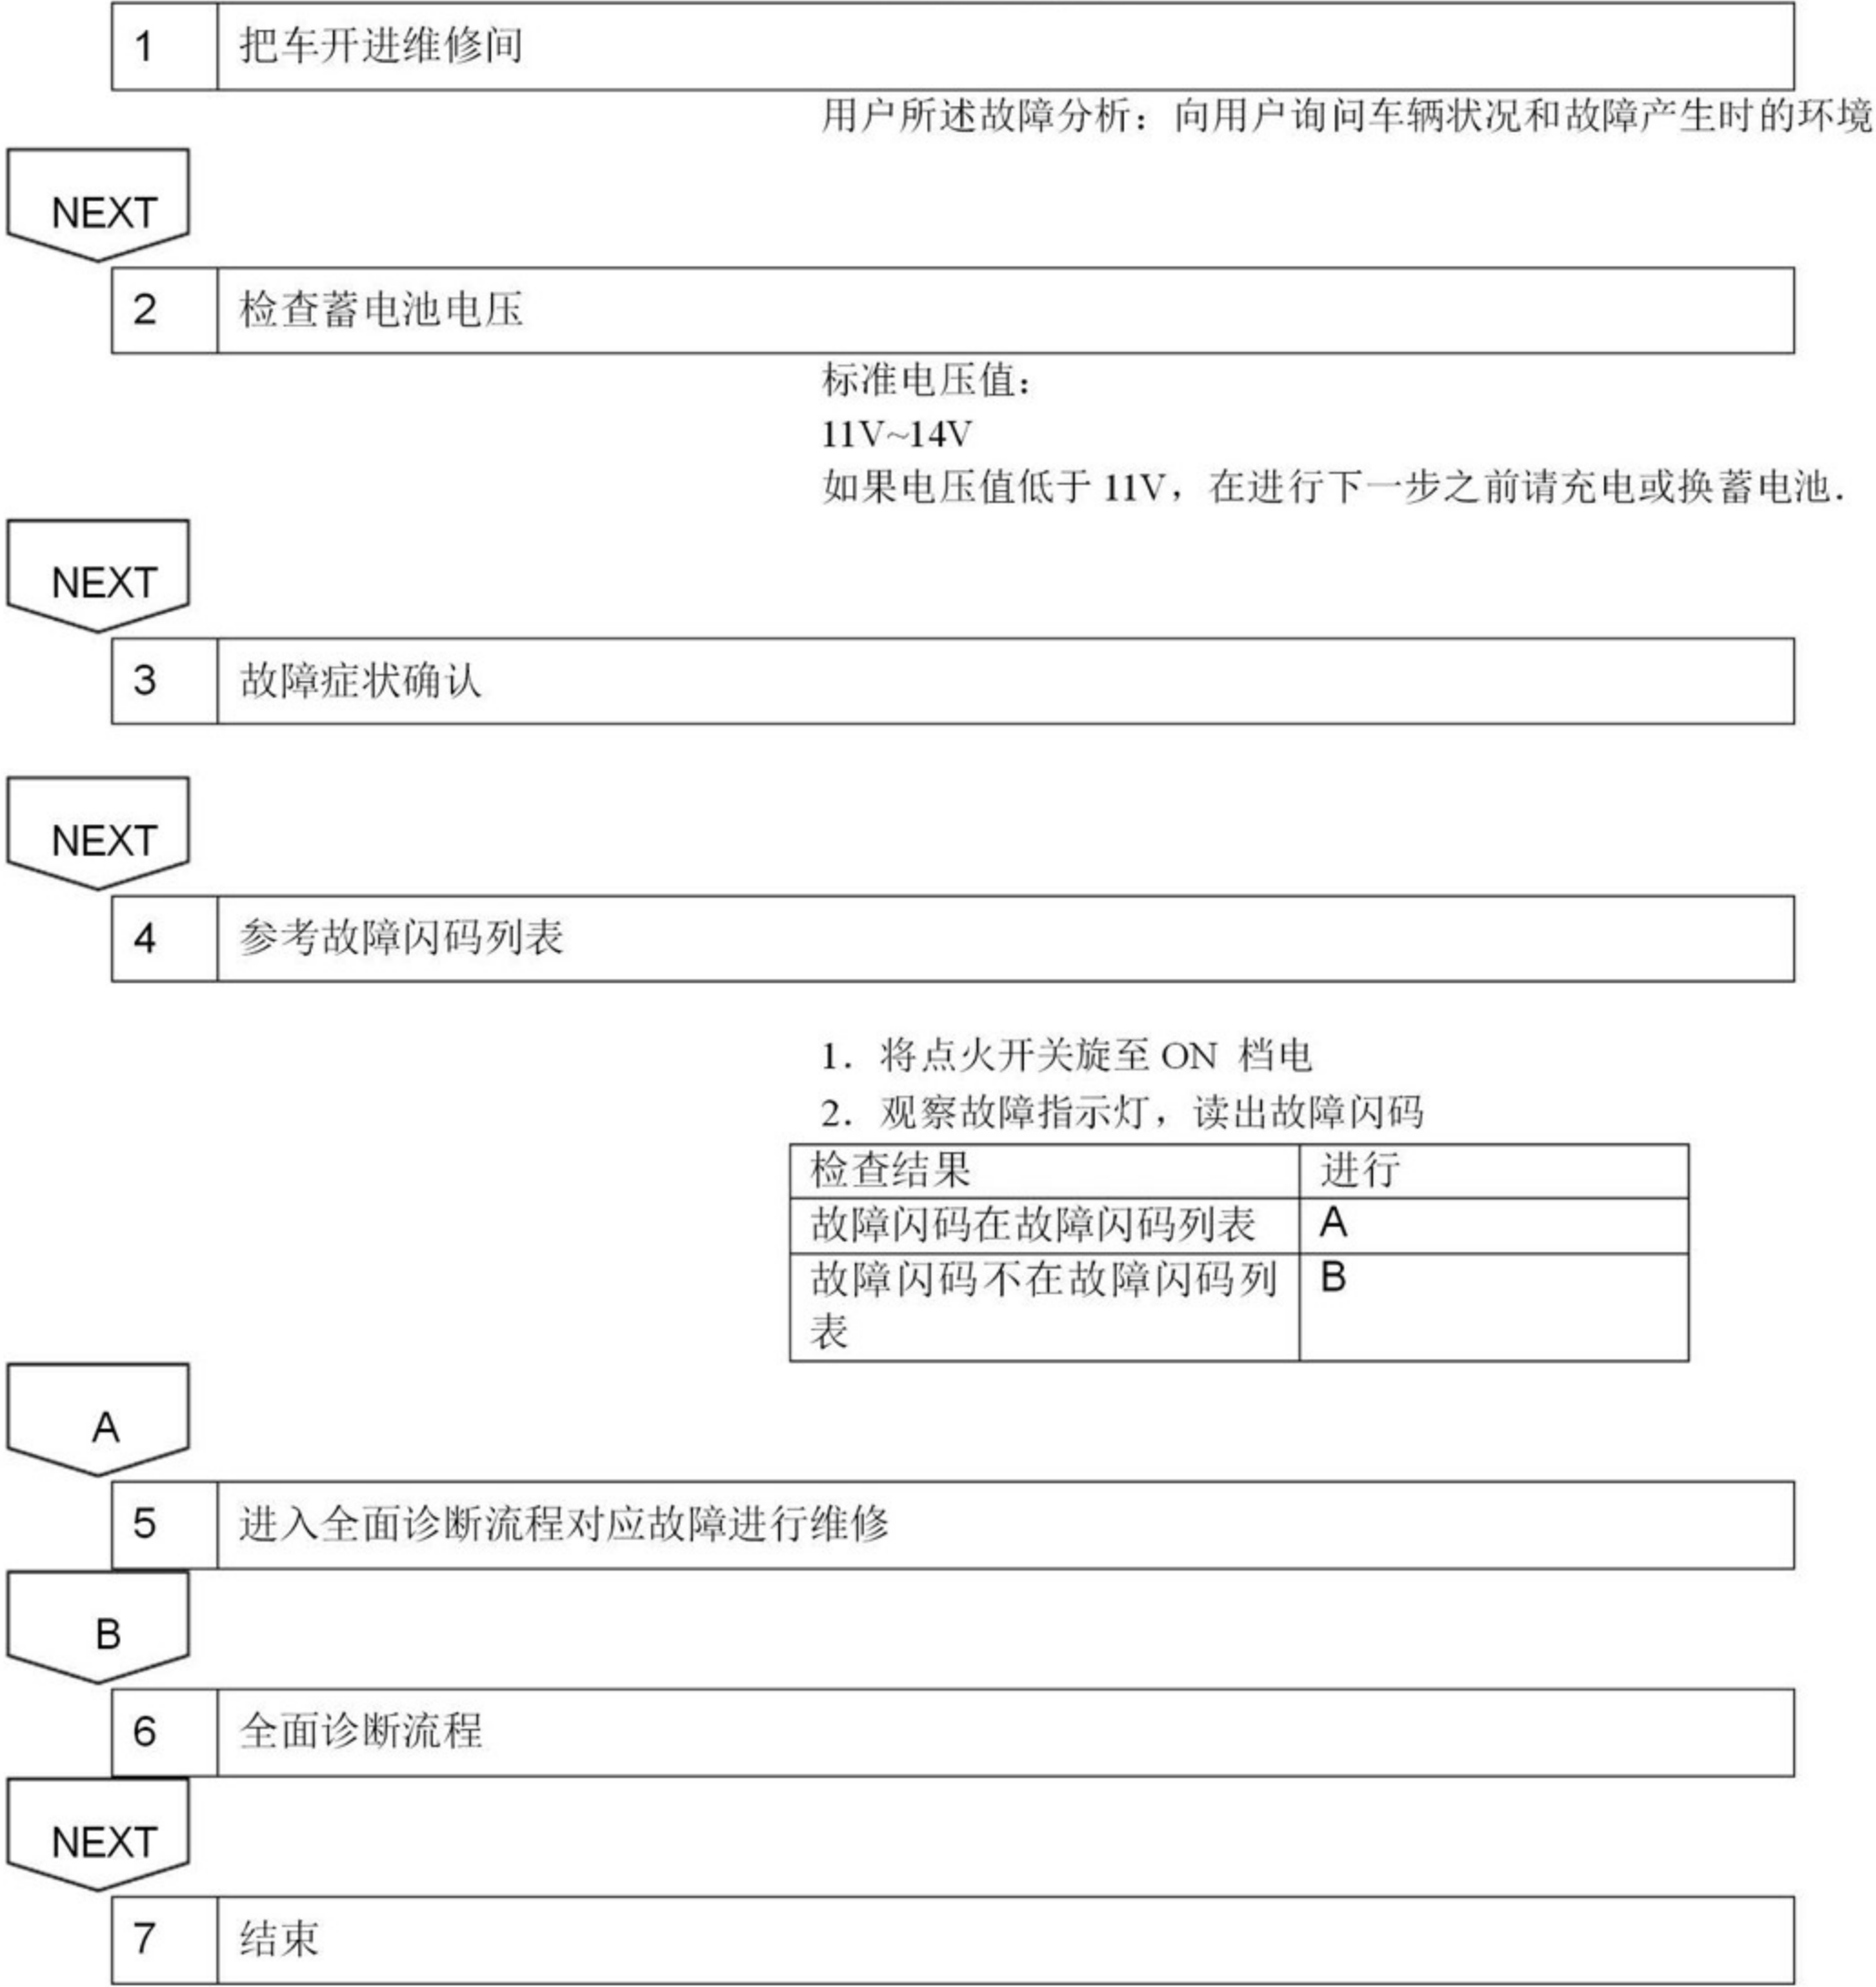 1 把车开进维修间
用户所述故障分析：向用户询问车辆状况和故障产生时的环境
NEXT
2 检查蓄电池电压
标准电压值：
11V~14V
如果电压值低于 11V，在进行下一步之前请充电或换蓄电池．
NEXT
3 故障症状确认
NEXT
4 参考故障闪码列表
1．将点火开关旋至 ON 档电
2．观察故障指示灯，读出故障闪码
检查结果 进行
故障闪码在故障闪码列表 A
故障闪码不在故障闪码列 B
表
A
5 进入全面诊断流程对应故障进行维修
B
6 全面诊断流程
NEXT
7 结束